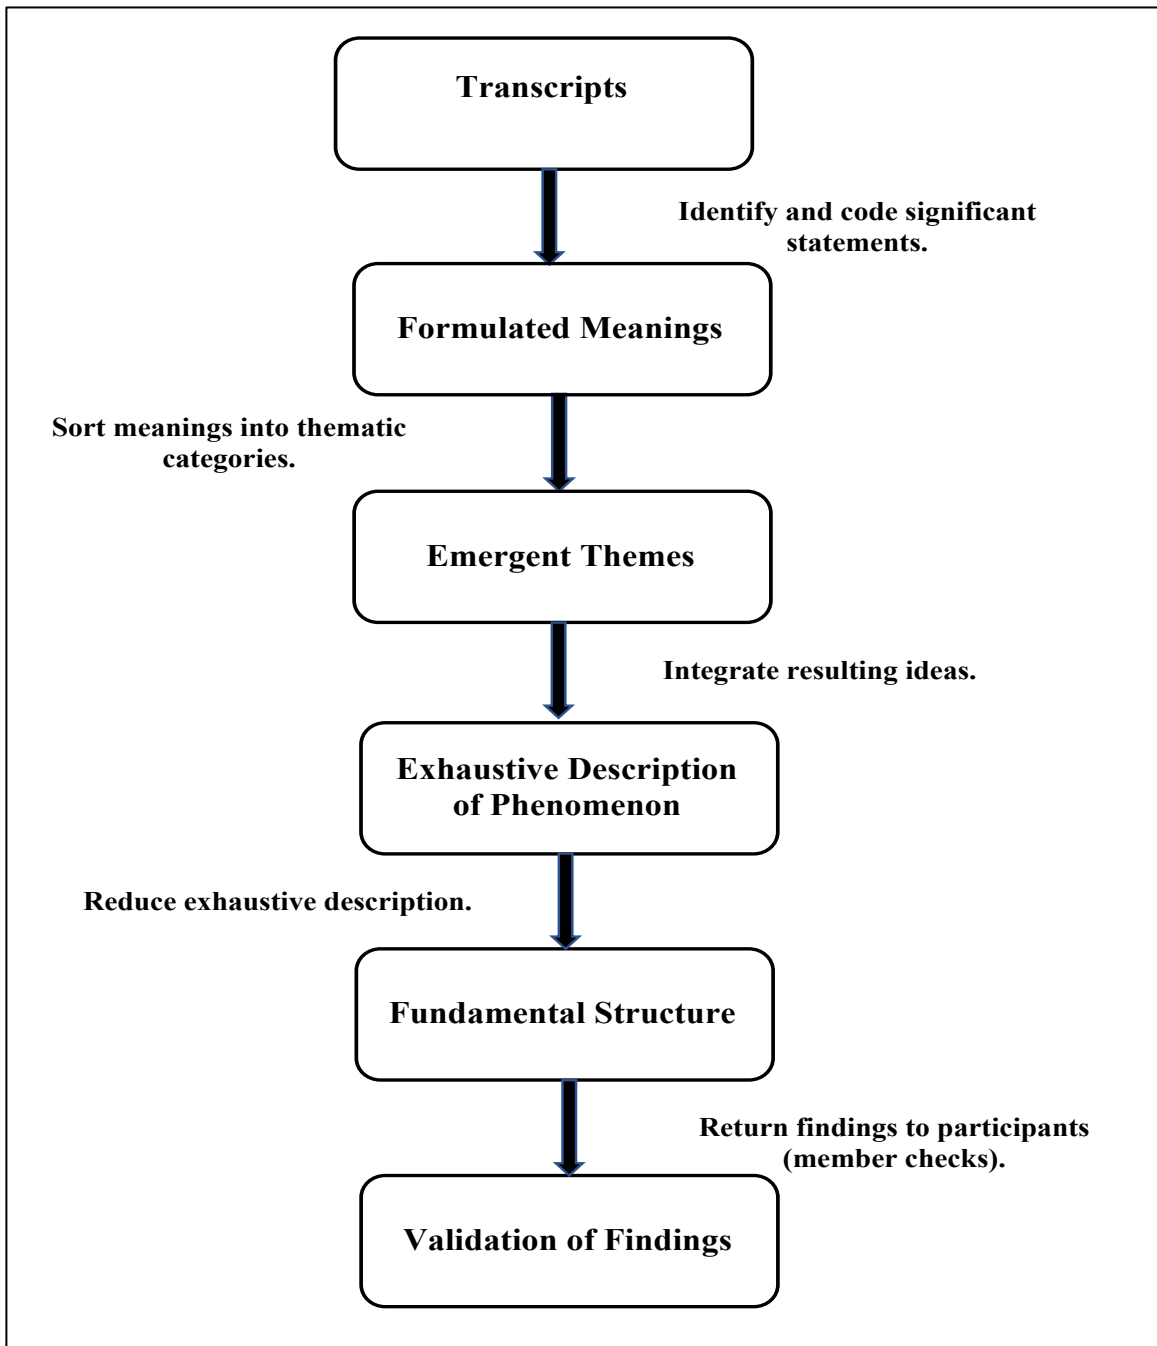 Transcripts
Identify and code significant
statements.
Formulated Meanings
Sort meanings into thematic
categories.
Emergent Themes
Integrate resulting ideas.
Exhaustive Description
of Phenomenon
Reduce exhaustive description.
Fundamental Structure
Return findings to participants
(member checks).
Validation of Findings